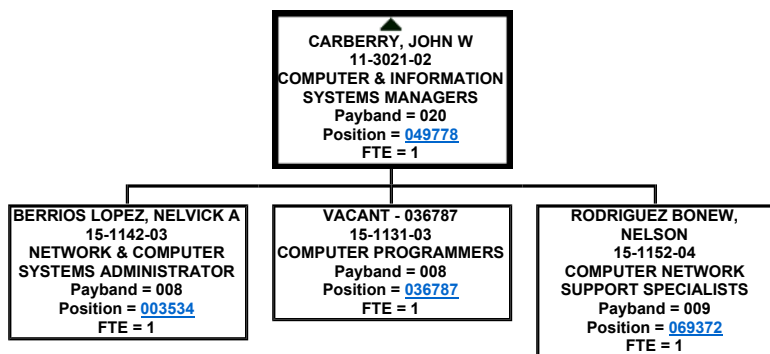 CARBERRY, JOHN W
11-3021-02
COMPUTER & INFORMATION
SYSTEMS MANAGERS
Payband = 020
Position = 049778
FTE = 1
BERRIOS LOPEZ, NELVICK A
15-1142-03
NETWORK & COMPUTER
SYSTEMS ADMINISTRATOR
Payband = 008
Position = 003534
FTE = 1
VACANT - 036787
15-1131-03
COMPUTER PROGRAMMERS
Payband = 008
Position = 036787
FTE = 1
RODRIGUEZ BONEW,
NELSON
15-1152-04
COMPUTER NETWORK
SUPPORT SPECIALISTS
Payband = 009
Position = 069372
FTE = 1